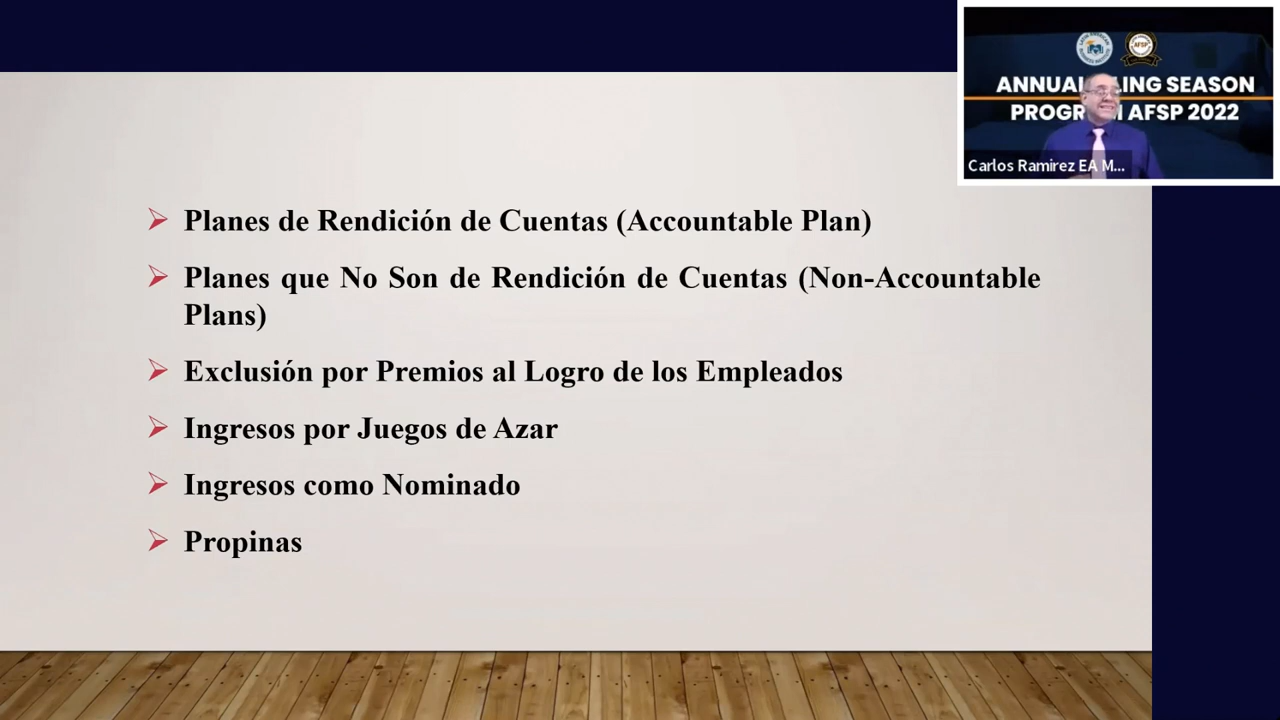 ANNUAL FILING SEASON
PROGRAM AFSP 2022
AFSP
Carlos Ramirez EA M...
Planes de Rendición de Cuentas (Accountable Plan)
Planes que No Son de Rendición de Cuentas (Non-Accountable
Plans)
Exclusión por Premios al Logro de los Empleados
Ingresos por Juegos de Azar
Ingresos como Nominado
Propinas